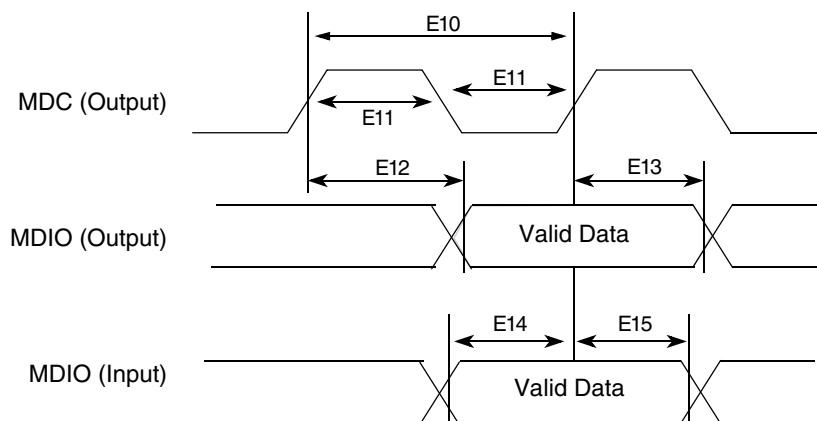 E10
MDC (Output)
E11
E11
E12
E13
MDIO (Output)
Valid Data
E14
E15
MDIO (Input)
Valid Data